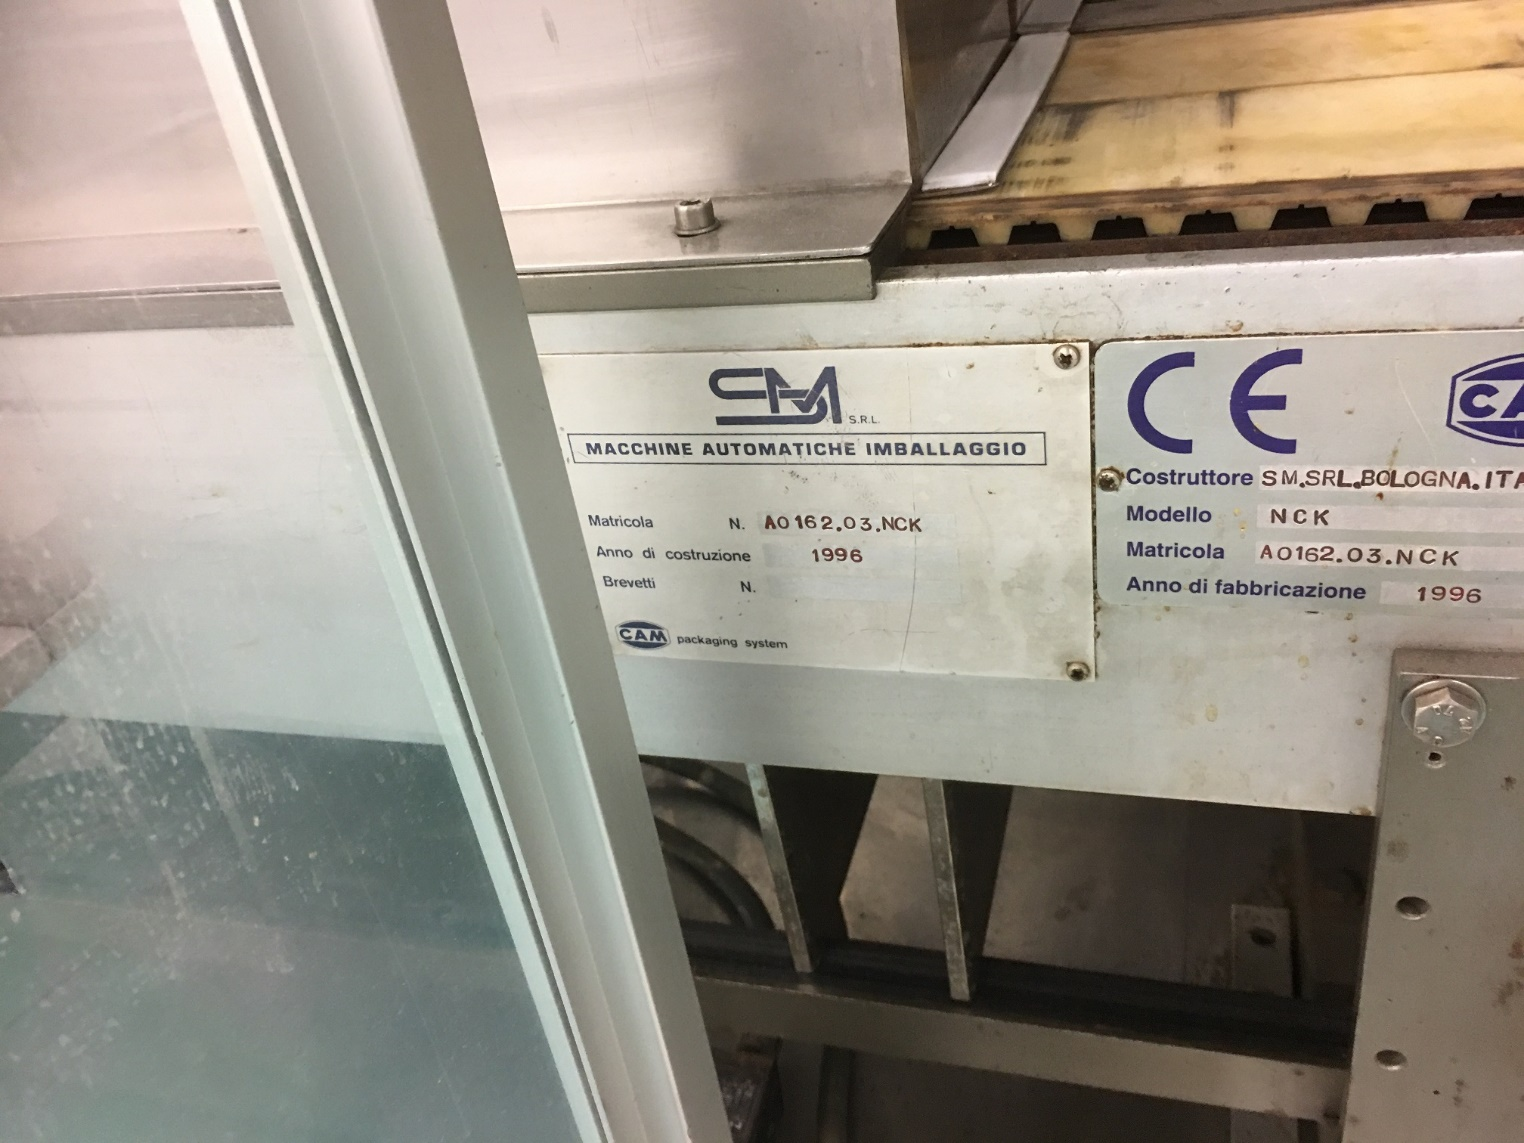 SM S.R.L.
MACCHINE AUTOMATICHE IMBALLAGGIO
Matricola N. A0162.03.NCK
Anno di costruzione 1996
Brevetti N.
CAM packaging system
CE
Costruttore SM.SRL.BOLOGNA.ITA
Modello NCK
Matricola A0162.03.NCK
Anno di fabbricazione 1996